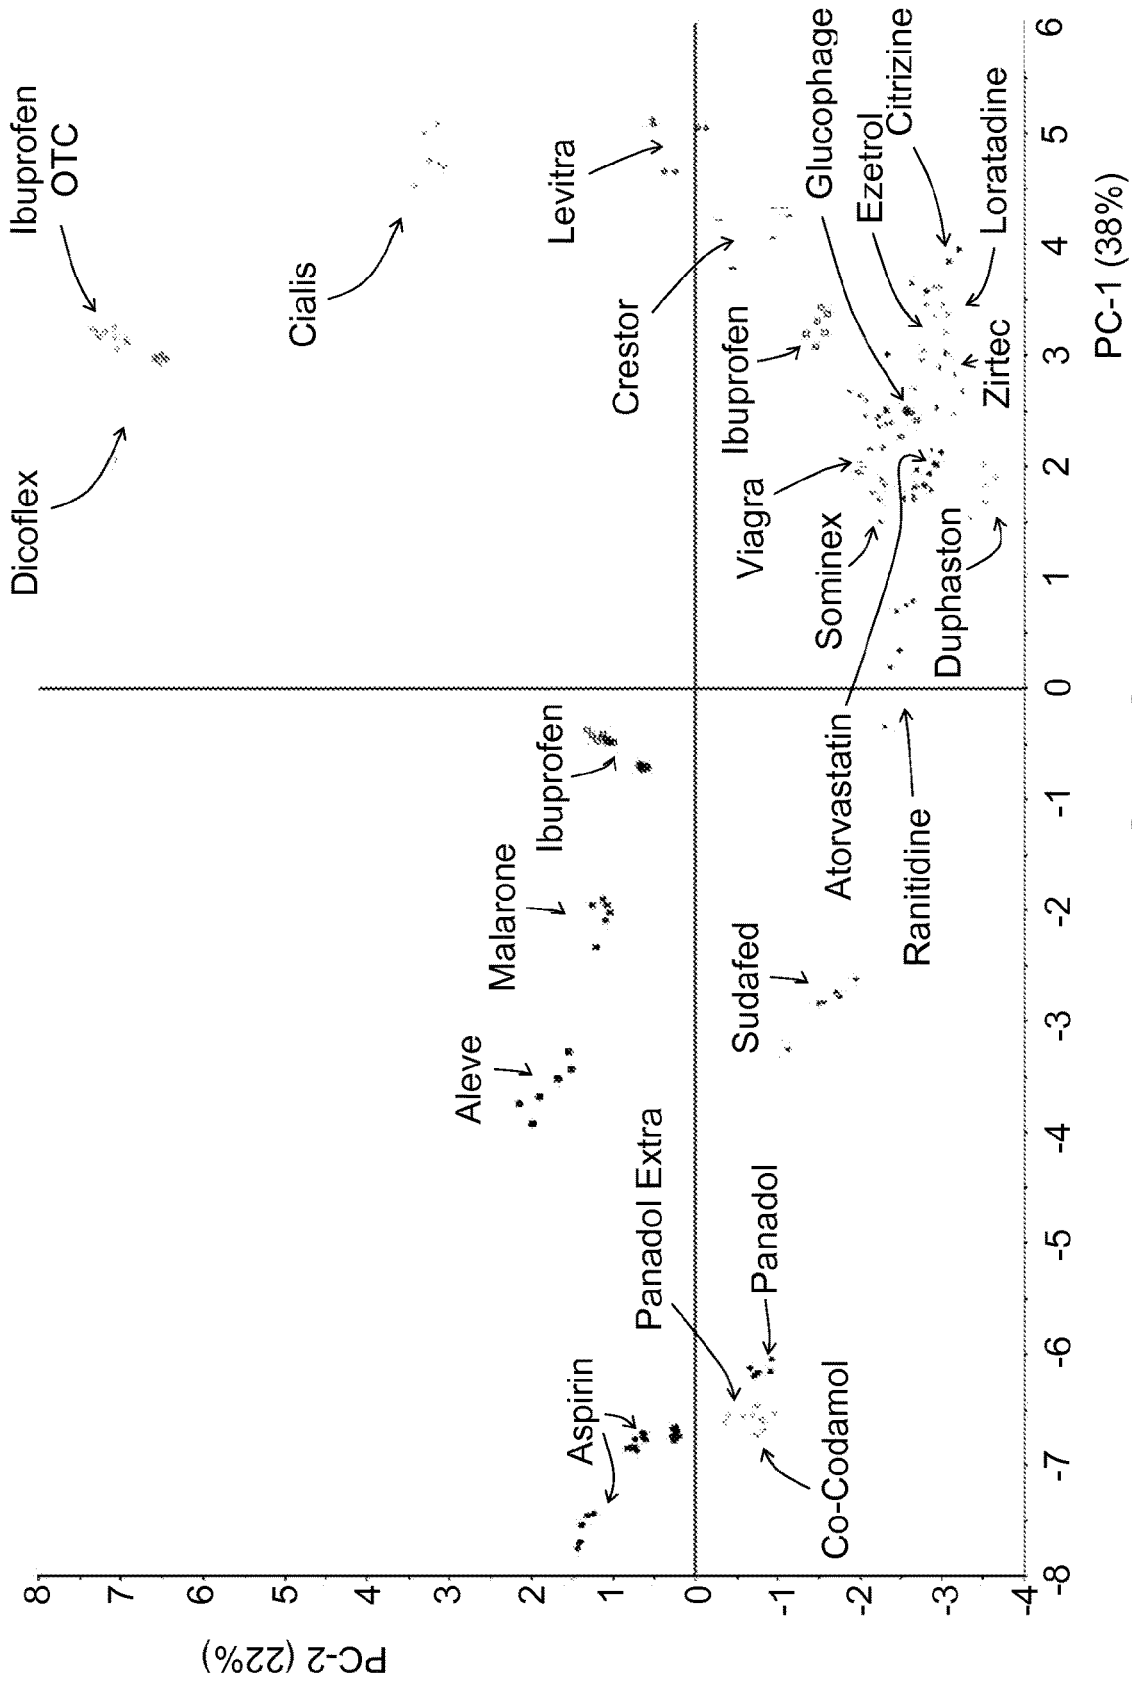 Ibuprofen
OTC
Dicoflex
Cialis
Levitra
Crestor
Glucophage
Ezetrol
Citrizine
Ibuprofen
Loratadine
Zirtec
Viagra
Sominex
Duphaston
Atorvastatin
Ranitidine
Ibuprofen
Malarone
Aleve
Sudafed
Panadol Extra
Panadol
Aspirin
Co-Codamol
8
7
6
5
4
3
2
1
0
-1
-2
-3
-4
PC-2 (22%)
-8
-7
-6
-5
-4
-3
-2
-1
0
1
2
3
4
5
6
PC-1 (38%)